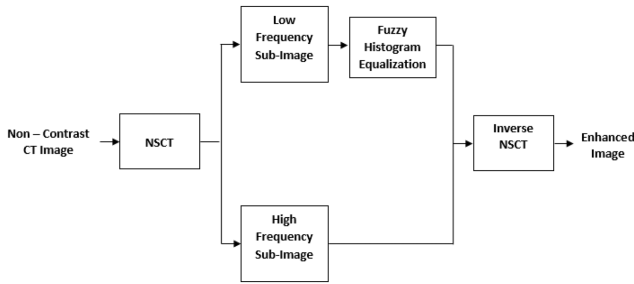 Low
Frequency
Sub-Image
Fuzzy
Histogram
Equalization
Non – Contrast
CT Image
NSCT
Inverse
NSCT
Enhanced
Image
High
Frequency
Sub-Image